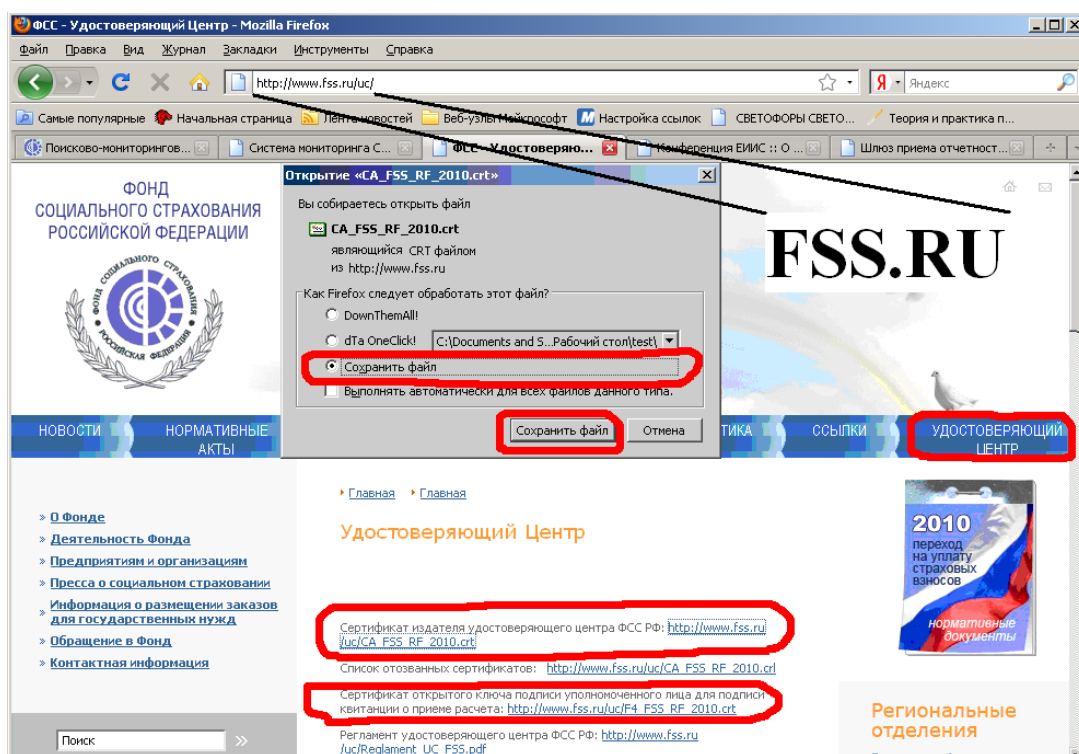 ФСС - Удостоверяющий Центр - Mozilla Firefox
Файл Правка Вид Журнал Закладки Инструменты Справка
http://www.fss.ru/uc/
Я Яндекс
Самые популярные Начальная страница Лента новостей Веб-узлы Майкрософт Настройка ссылок СВЕТОФОРЫ СВЕТО... Теория и практика п...
Поисково-мониторингов... Система мониторинга С... ФСС - Удостоверяю... Конференция ЕИИС :: О ... Шлюз приема отчетност...
ФОНД
СОЦИАЛЬНОГО СТРАХОВАНИЯ
РОССИЙСКОЙ ФЕДЕРАЦИИ
ФОНД СОЦИАЛЬНОГО СТРАХОВАНИЯ
РОССИЙСКАЯ ФЕДЕРАЦИЯ
Открытие «CA_FSS_RF_2010.crt»
Вы собираетесь открыть файл
CA_FSS_RF_2010.crt
являющийся CRT файлом
из http://www.fss.ru
Как Firefox следует обработать этот файл?
DownThemAll!
dTa OneClick! C:\Documents and S...Рабочий стол\test\
Сохранить файл
Выполнять автоматически для всех файлов данного типа.
Сохранить файл Отмена
FSS.RU
НОВОСТИ НОРМАТИВНЫЕ
АКТЫ
ТИКА ССЫЛКИ УДОСТОВЕРЯЮЩИЙ
ЦЕНТР
» О Фонде
» Деятельность Фонда
» Предприятиям и организациям
» Пресса о социальном страховании
» Информация о размещении заказов
для государственных нужд
» Обращение в Фонд
» Контактная информация
Поиск »
Главная Главная
Удостоверяющий Центр
Сертификат издателя удостоверяющего центра ФСС РФ: http://www.fss.ru
/uc/CA_FSS_RF_2010.crt
Список отозванных сертификатов: http://www.fss.ru/uc/CA_FSS_RF_2010.crl
Сертификат открытого ключа подписи уполномоченного лица для подписи
квитанции о приеме расчета: http://www.fss.ru/uc/F4_FSS_RF_2010.crt
Регламент удостоверяющего центра ФСС РФ: http://www.fss.ru
/uc/Reglament_UC_FSS.pdf
2010
переход
на уплату
страховых
взносов
нормативные
документы
Региональные
отделения